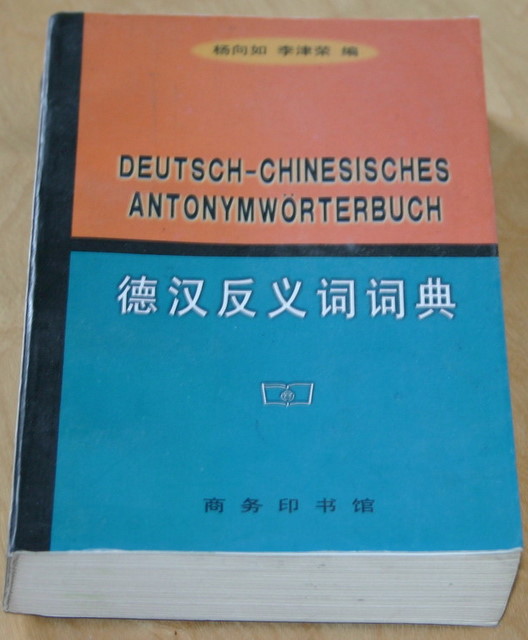 杨向如 李津荣 编
DEUTSCH-CHINESISCHES
ANTONYMWÖRTERBUCH
德汉反义词词典
商务印书馆